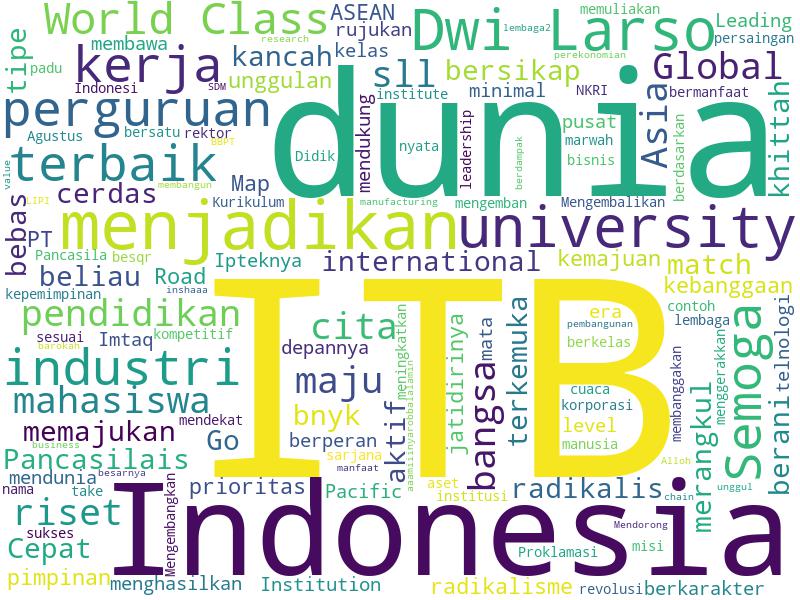 World Class
ASEAN
rujukan
Dwi Larso
lembaga2
memuliakan
Leading
persaingan
tipe
membawa
research
kancah
kelas
perekonomian
padu
Indonesi
kerja
SDM
unggulan
sll
bersikap
Global
perguruan
institute
minimal
NKRI
bermanfaat
Agustus
bersatu
rektor
BBPT
dunia
mendukung
nyata
leadership
berdampak
pusat
marwah
bisnis
Asia
berdasarkan
khittah
value
terbaik
Didik
LIPI
cerdas
membangun
Map
Kurikulum
manufacturing
mengemban
Mengembalikan
bebas
PT
menjadikan
university
Pancasila
besqr
Ipteknya
international
kemajuan
match
beliau
Road
kebanggaan
kepemimpinan
inshaaa
pendidikan
ITB
cita
meningkatkan
jatidirinya
mata
terkemuka
era
contoh
pembangunan
lembaga
sesuai
Imtaq
kompetitif
barokah
depannya
berkelas
menggerakkan
telnologi
industri
maju
bangsa
cuaca
membanggakan
Semoga
mahasiswa
bnyk
aktif
aaamiiinyarobbalalamin
korporasi
level
merangkul
berani
mendekat
memajukan
Go
berperan
manusia
business
sarjana
Pancasilais
manfaat
Alloh
mendunia
besarnya
nama
take
Mengembangkan
prioritas
Pacific
aset
institusi
radikalis
chain
unggul
riset
Indonesia
sukses
Mendorong
Cepat
Proklamasi
misi
pimpinan
menghasilkan
Institution
radikalisme
revolusi
berkarakter